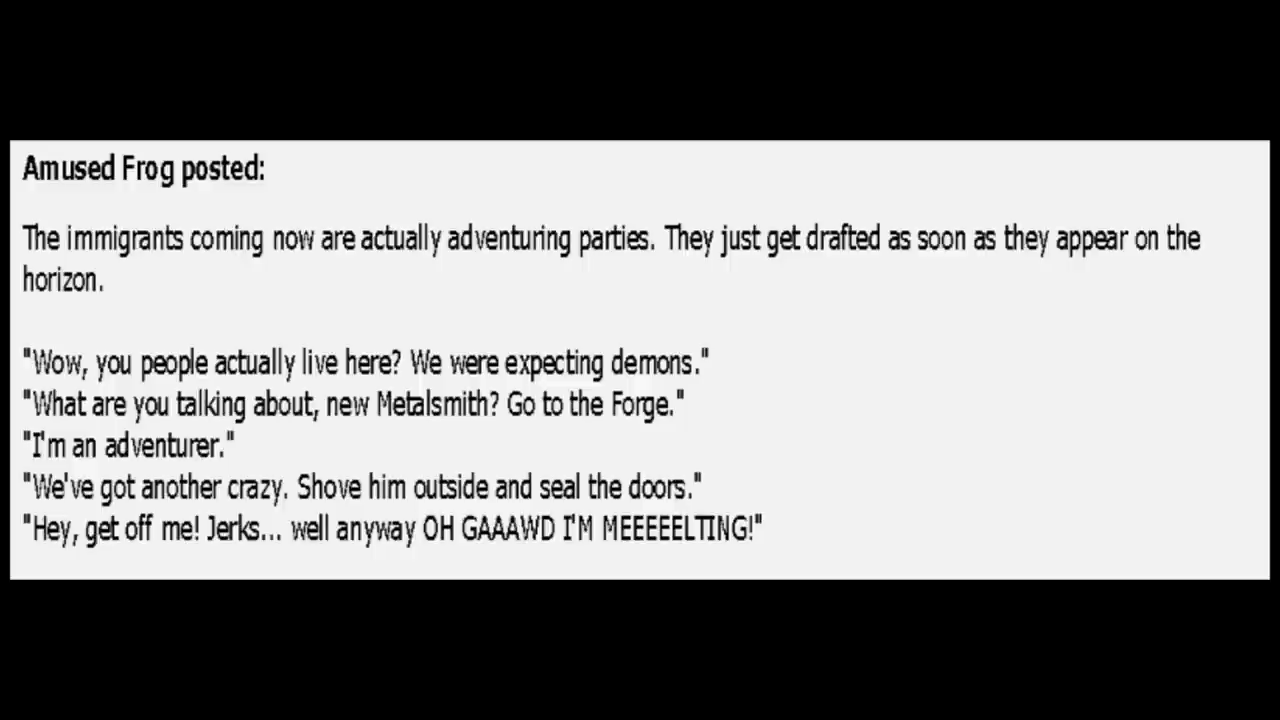 Amused Frog posted:
The immigrants coming now are actually adventuring parties. They just get drafted as soon as they appear on the
horizon.
"Wow, you people actually live here? We were expecting demons."
"What are you talking about, new Metalsmith? Go to the Forge."
"I'm an adventurer."
"We've got another crazy. Shove him outside and seal the doors."
"Hey, get off me! Jerks... well anyway OH GAAAWD I'M MEEEEELTING!"